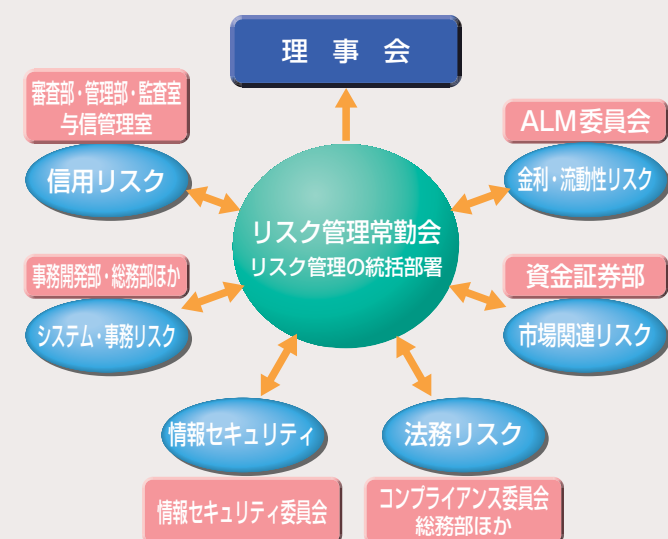 理事会
審査部・管理部・監査室
与信管理室
信用リスク
ALM委員会
金利・流動性リスク
リスク管理常勤会
リスク管理の統括部署
事務開発部・総務部ほか
システム・事務リスク
資金証券部
市場関連リスク
情報セキュリティ
法務リスク
情報セキュリティ委員会
コンプライアンス委員会
総務部ほか